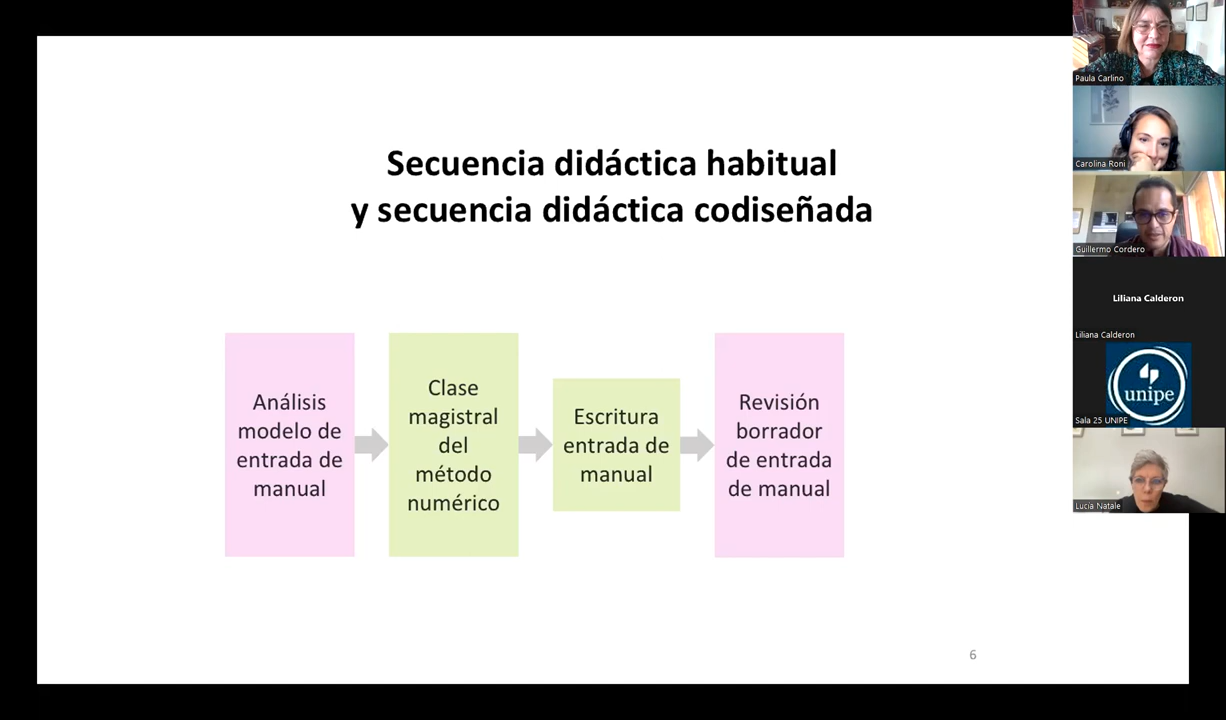 Secuencia didáctica habitual
y secuencia didáctica codiseñada
Análisis
modelo de
entrada de
manual
Clase
magistral
del
método
numérico
Escritura
entrada de
manual
Revisión
borrador
de entrada
de manual
6
Paula Carlino
Carolina Roni
Guillermo Cordero
Liliana Calderon
Liliana Calderon
unipe
Sala 25 UNIPE
Lucía Natale